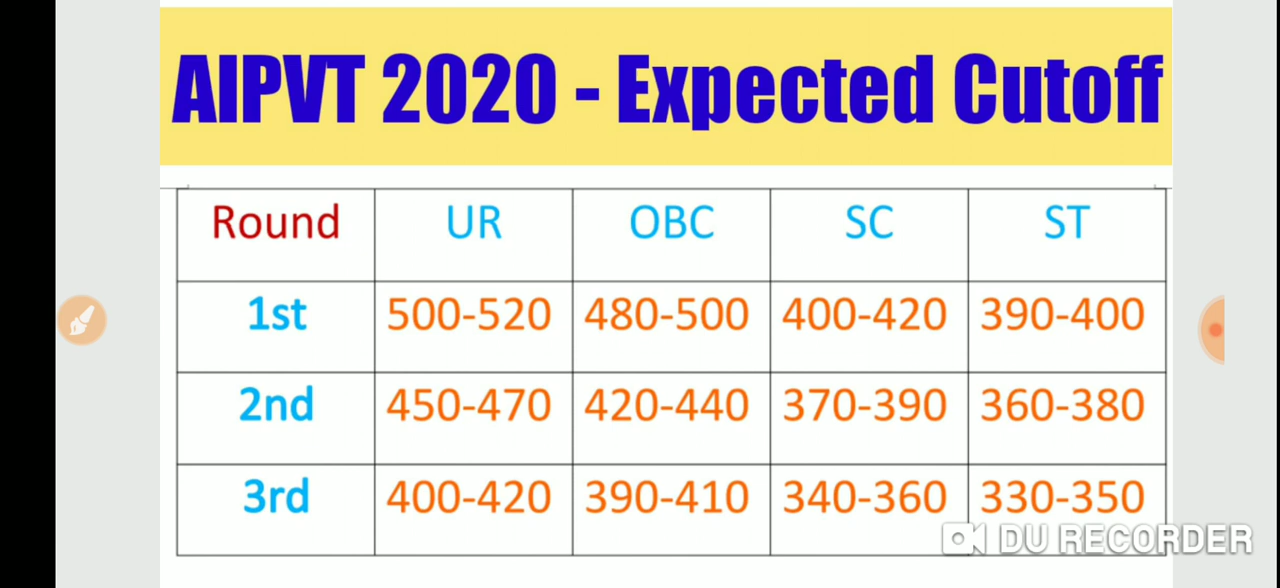 AIPVT 2020 - Expected Cutoff
Round UR OBC SC ST
1st 500-520 480-500 400-420 390-400
2nd 450-470 420-440 370-390 360-380
3rd 400-420 390-410 340-360 330-350
DU RECORDER